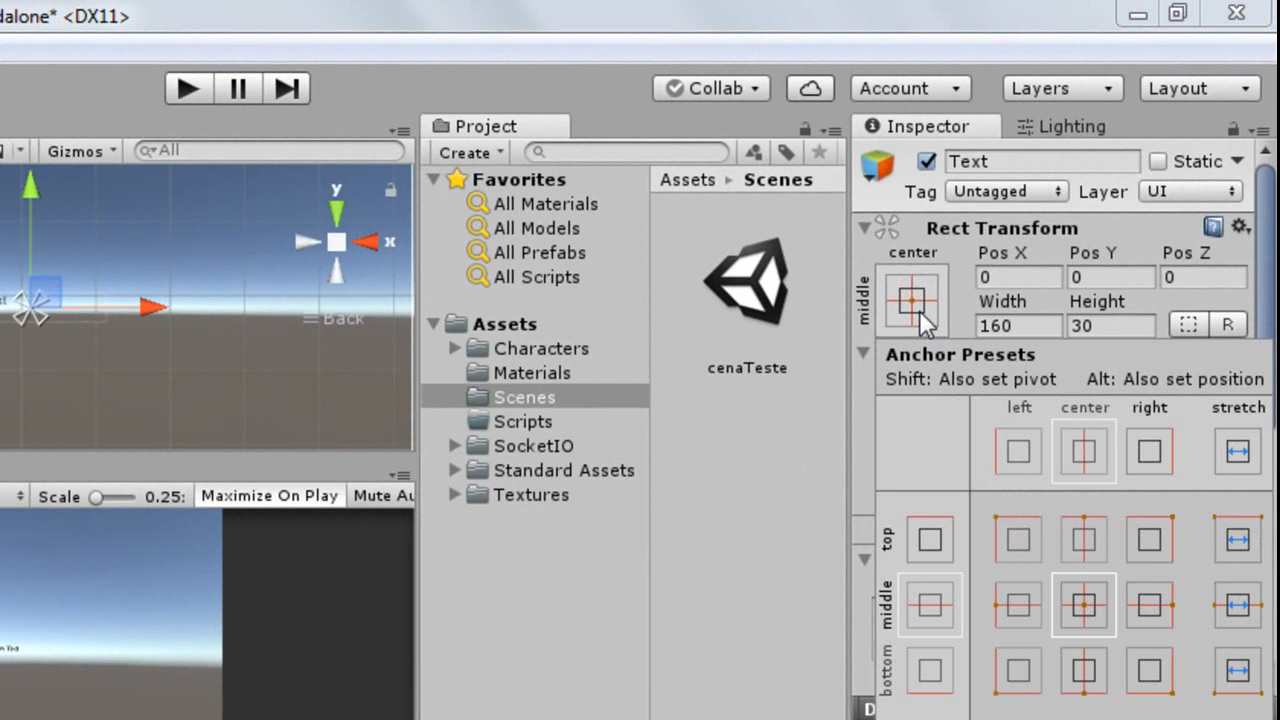 dalone* <DX11>
Collab
Account
Layers
Layout
Project
Inspector
Lighting
Gizmos
All
Create
Text
Static
Favorites
Assets
Scenes
Tag
Untagged
Layer
UI
All Materials
All Models
All Prefabs
All Scripts
y
x
Back
Rect Transform
center
Pos X
Pos Y
Pos Z
middle
0
0
0
Width
Height
160
30
R
Assets
Characters
Materials
Scenes
Scripts
SocketIO
Standard Assets
Textures
cenaTeste
Anchor Presets
Shift: Also set pivot
Alt: Also set position
left
center
right
stretch
top
middle
bottom
Scale
0.25:
Maximize On Play
Mute Au
D